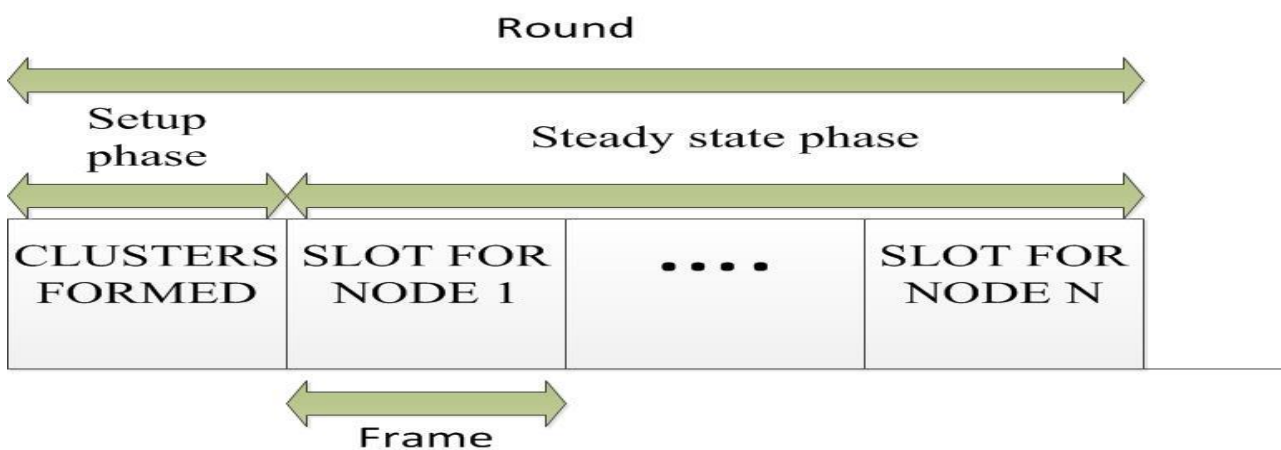 Round
Setup
phase
Steady state phase
CLUSTERS
FORMED
SLOT FOR
NODE 1
....
SLOT FOR
NODE N
Frame